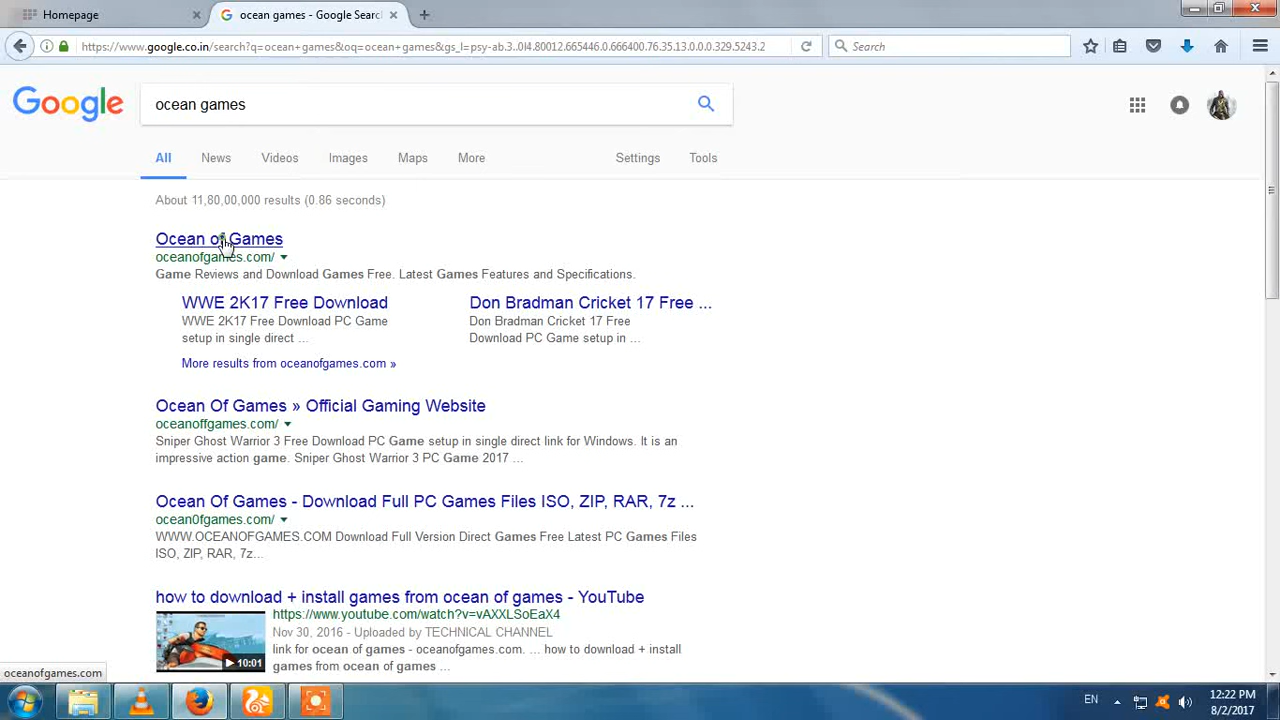 Homepage
ocean games - Google Search
https://www.google.co.in/search?q=ocean+games&oq=ocean+games&gs_l=psy-ab.3..0l4.80012.665446.0.666400.76.35.13.0.0.0.329.5243.2
Search
Google
ocean games
All News Videos Images Maps More Settings Tools
About 11,80,00,000 results (0.86 seconds)
Ocean of Games
oceanofgames.com/
Game Reviews and Download Games Free. Latest Games Features and Specifications.
WWE 2K17 Free Download
WWE 2K17 Free Download PC Game
setup in single direct ...
Don Bradman Cricket 17 Free ...
Don Bradman Cricket 17 Free
Download PC Game setup in ...
More results from oceanofgames.com »
Ocean Of Games » Official Gaming Website
oceanoffgames.com/
Sniper Ghost Warrior 3 Free Download PC Game setup in single direct link for Windows. It is an
impressive action game. Sniper Ghost Warrior 3 PC Game 2017 ...
Ocean Of Games - Download Full PC Games Files ISO, ZIP, RAR, 7z ...
ocean0fgames.com/
WWW.OCEANOFGAMES.COM Download Full Version Direct Games Free Latest PC Games Files
ISO, ZIP, RAR, 7z...
how to download + install games from ocean of games - YouTube
https://www.youtube.com/watch?v=vAXXLSoEaX4
Nov 30, 2016 - Uploaded by TECHNICAL CHANNEL
link for ocean of games - oceanofgames.com. ... how to download + install
games from ocean of games ...
10:01
oceanofgames.com
EN
12:22 PM
8/2/2017